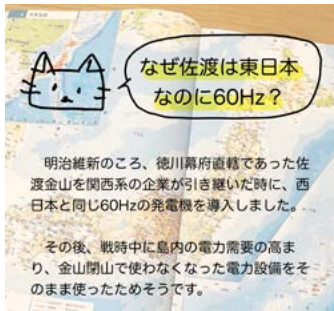 なぜ佐渡は東日本
なのに60Hz？
明治維新のころ、徳川幕府直轄であった佐
渡金山を関西系の企業が引き継いだ時に、西
日本と同じ60Hzの発電機を導入しました。
その後、戦時中に島内の電力需要の高ま
り、金山閉山で使わなくなった電力設備をそ
のまま使ったためそうです。